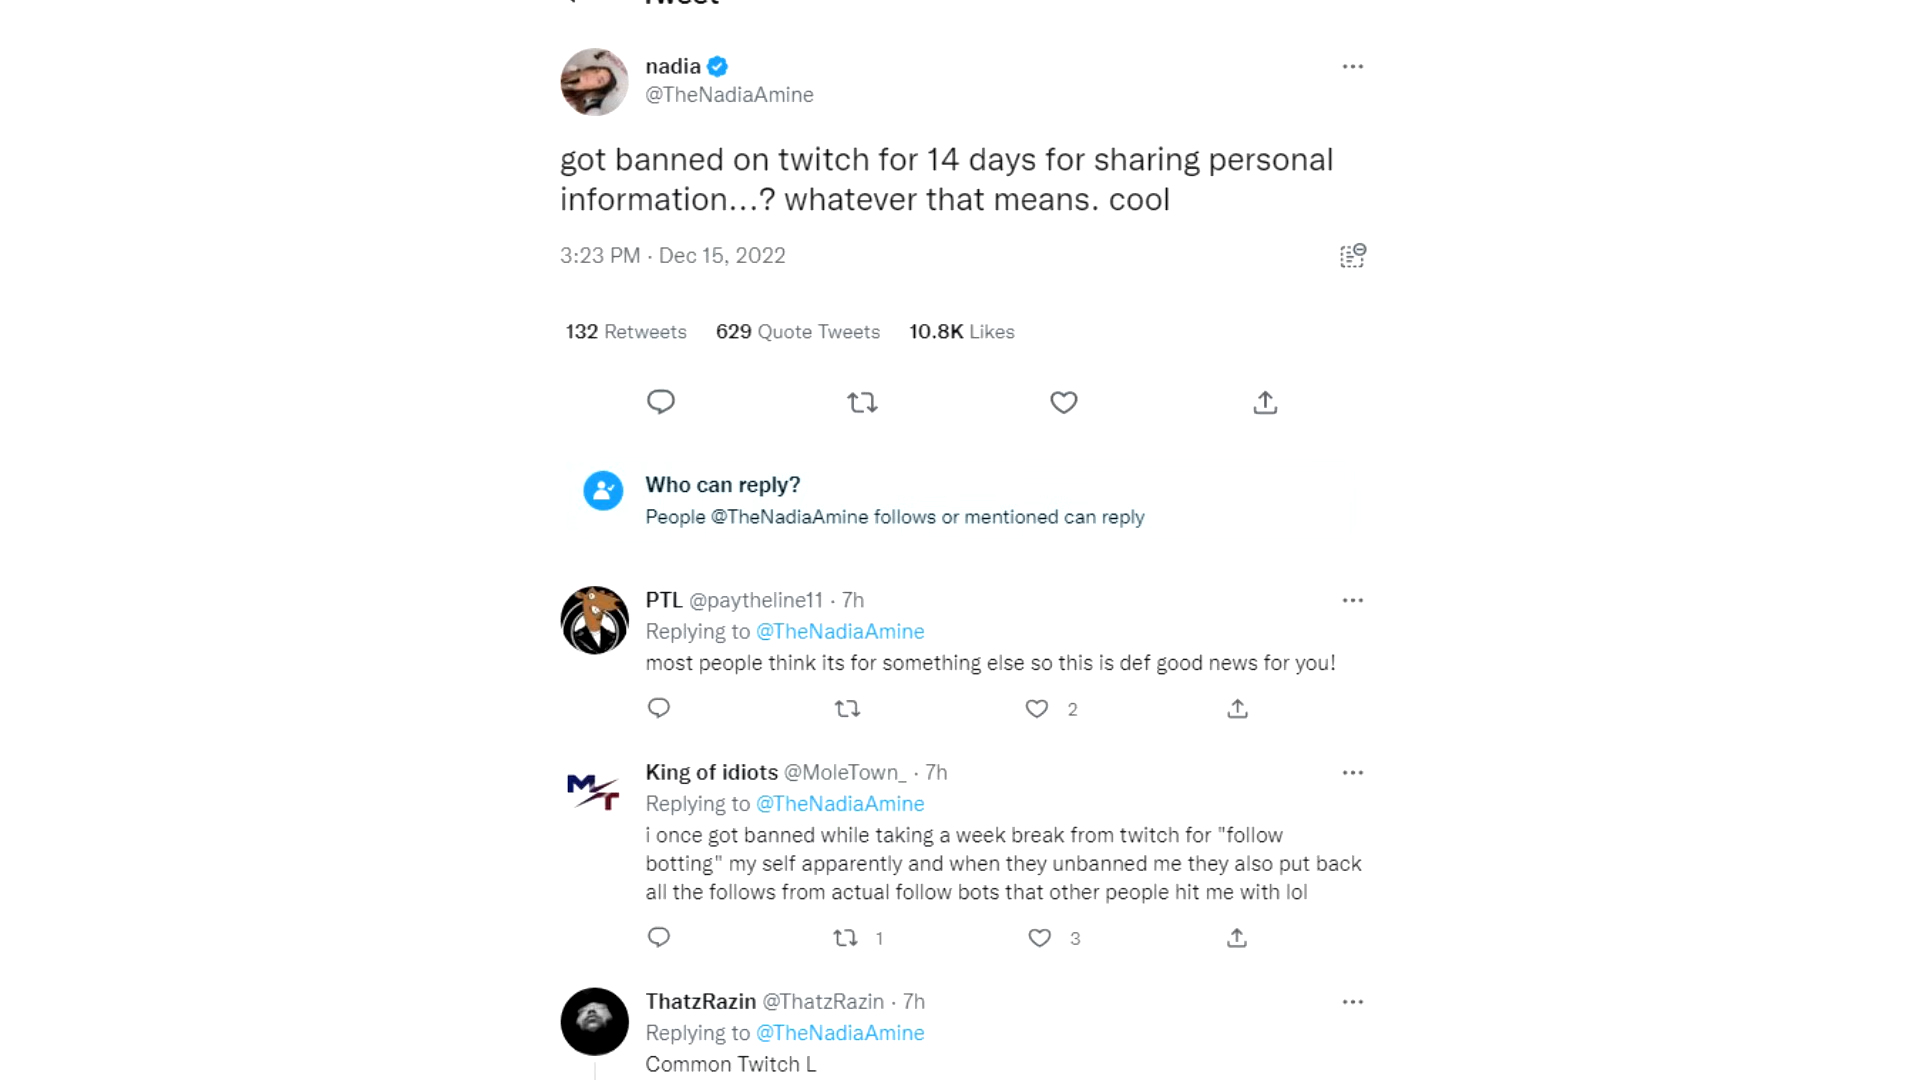 Tweet
nadia
@TheNadiaAmine
got banned on twitch for 14 days for sharing personal
information...? whatever that means. cool
3:23 PM · Dec 15, 2022
132 Retweets 629 Quote Tweets 10.8K Likes
Who can reply?
People @TheNadiaAmine follows or mentioned can reply
PTL @paytheline11 · 7h
Replying to @TheNadiaAmine
most people think its for something else so this is def good news for you!
2
MT
King of idiots @MoleTown_ · 7h
Replying to @TheNadiaAmine
i once got banned while taking a week break from twitch for "follow
botting" my self apparently and when they unbanned me they also put back
all the follows from actual follow bots that other people hit me with lol
1 3
ThatzRazin @ThatzRazin · 7h
Replying to @TheNadiaAmine
Common Twitch L